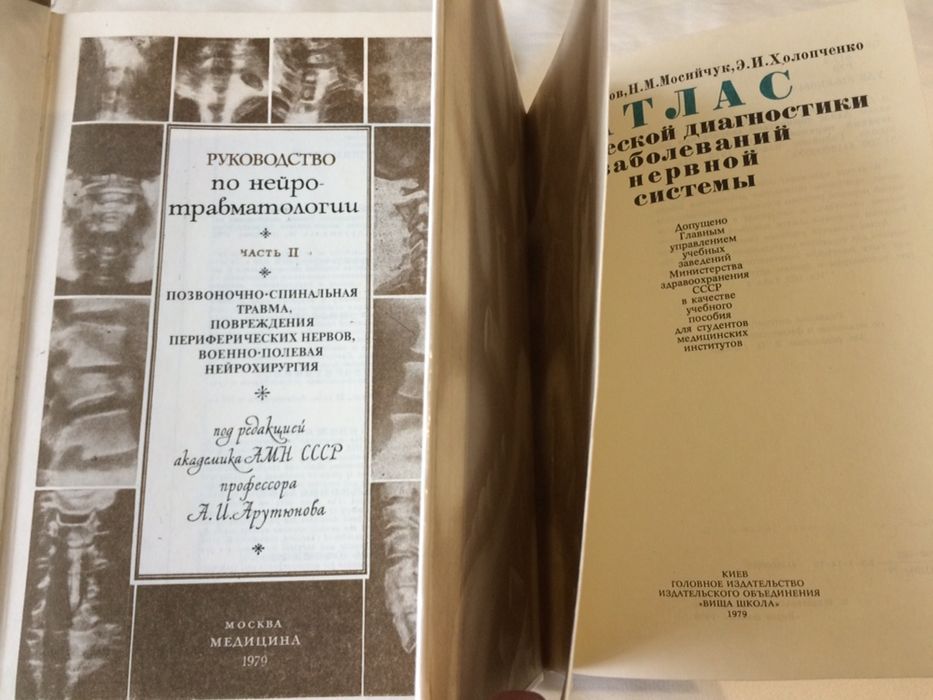 РУКОВОДСТВО
по нейро-
травматологии
ЧАСТЬ II
ПОЗВОНОЧНО-СПИНАЛЬНАЯ
ТРАВМА,
ПОВРЕЖДЕНИЯ
ПЕРИФЕРИЧЕСКИХ НЕРВОВ,
ВОЕННО-ПОЛЕВАЯ
НЕЙРОХИРУРГИЯ
под редакцией
академика АМН СССР
профессора
А.И.Арутюнова
МОСКВА
МЕДИЦИНА
1979
ов, Н.М.Мосийчук, Э.И.Холопченко
АТЛАС
еской диагностики
заболеваний
нервной
системы
Допущено
Главным
управлением
учебных
заведений
Министерства
здравоохранения
СССР
в качестве
учебного
пособия
для студентов
медицинских
институтов
КИЕВ
ГОЛОВНОЕ ИЗДАТЕЛЬСТВО
ИЗДАТЕЛЬСКОГО ОБЪЕДИНЕНИЯ
«ВИЩА ШКОЛА»
1979